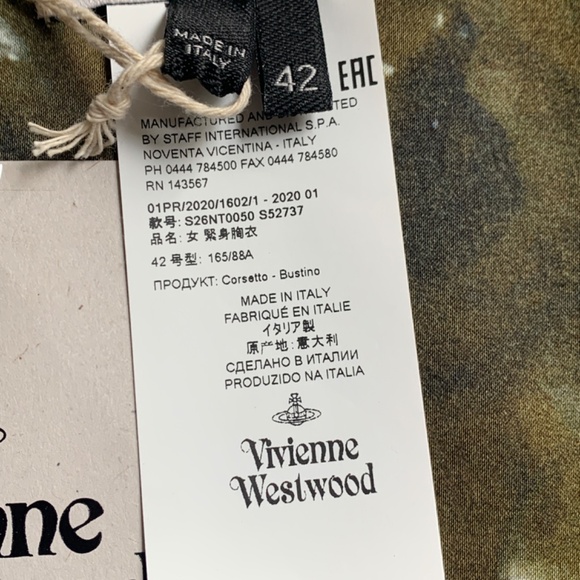 MADE IN
ITALY
42
EAC
MANUFACTURED AND
BY STAFF INTERNATIONAL S.P.A.
NOVENTA VICENTINA - ITALY
PH 0444 784500 FAX 0444 784580
RN 143567
01PR/2020/1602/1 - 2020 01
款号: S26NT0050 S52737
品名: 女 緊身胸衣
42 号型: 165/88A
ПРОДУКТ: Corsetto - Bustino
MADE IN ITALY
FABRIQUÉ EN ITALIE
イタリア製
原产地: 意大利
СДЕЛАНО В ИТАЛИИ
PRODUZIDO NA ITALIA
Vivienne
Westwood
nne